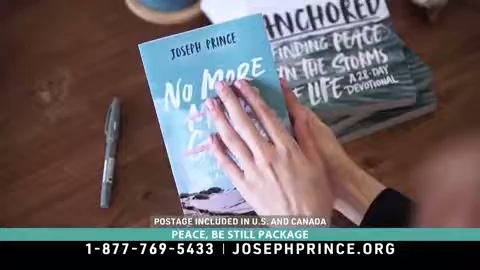 JOSEPH PRINCE
NO MORE
ANCHORED
FINDING PEACE
IN THE STORMS
LIFE
A 28-DAY
DEVOTIONAL
POSTAGE INCLUDED IN U.S. AND CANADA
PEACE, BE STILL PACKAGE
1-877-769-5433 | JOSEPHPRINCE.ORG